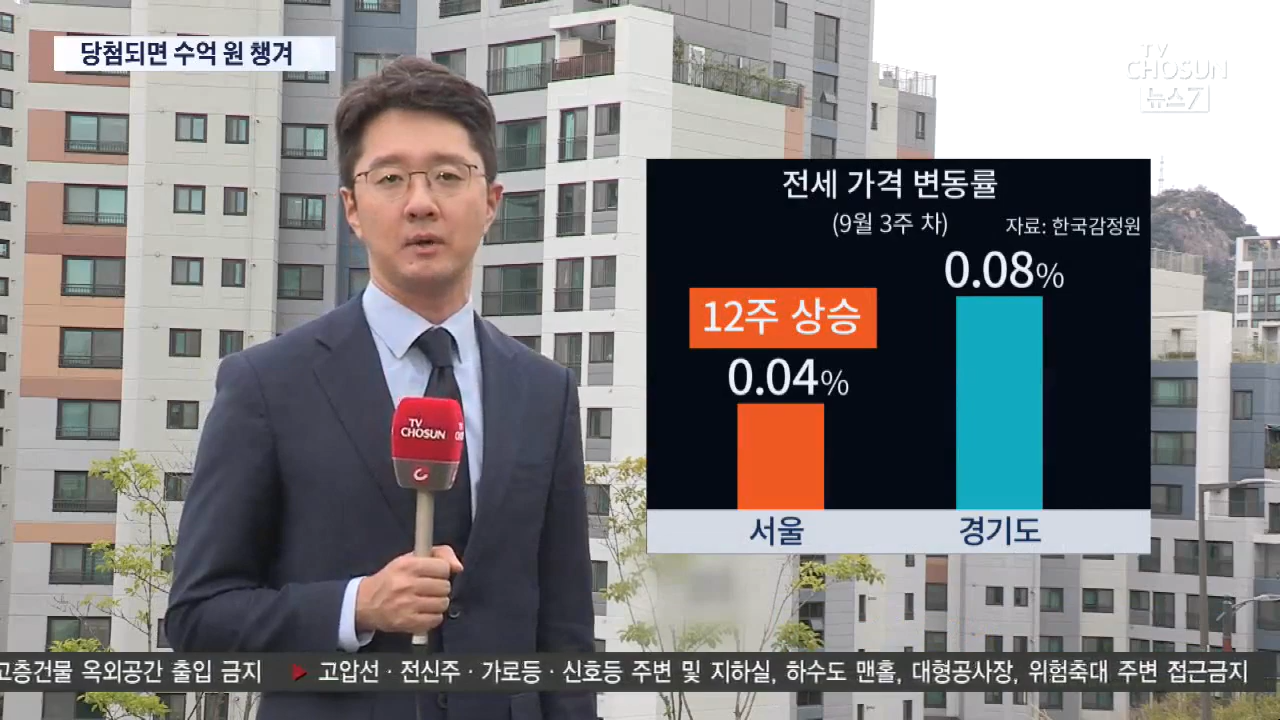 당첨되면 수억 원 챙겨
TV
CHOSUN
뉴스7
전세 가격 변동률
(9월 3주 차)
자료: 한국감정원
0.08%
12주 상승
0.04%
서울
경기도
TV
CHOSUN
고층건물 옥외공간 출입 금지 ▶ 고압선·전신주·가로등·신호등 주변 및 지하실, 하수도 맨홀, 대형공사장, 위험축대 주변 접근금지